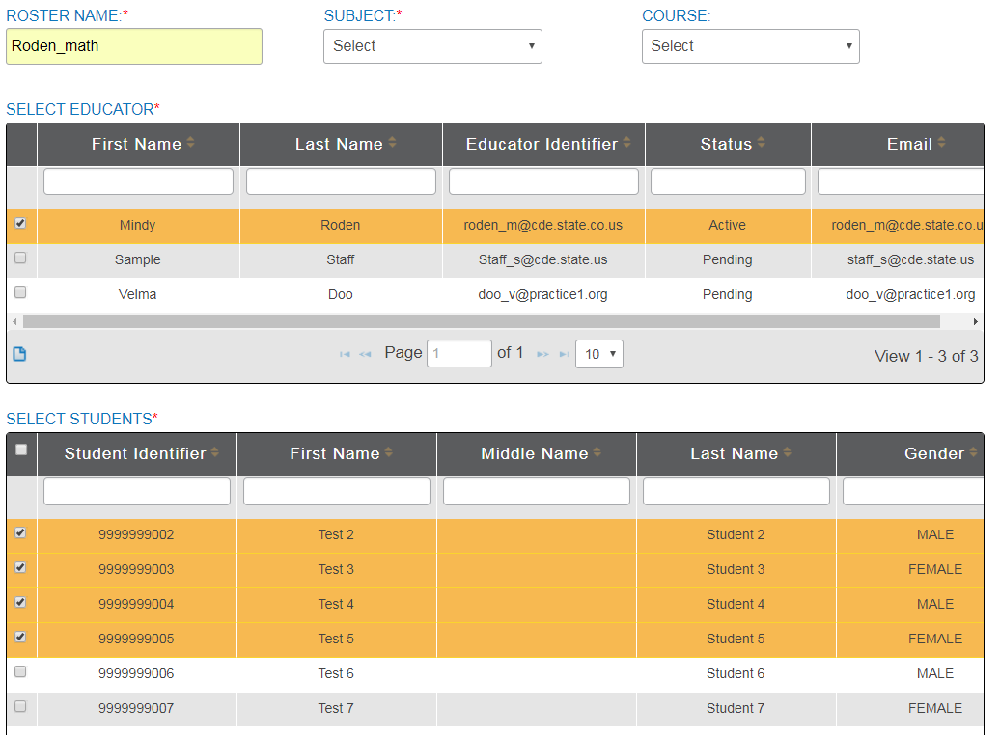 ROSTER NAME:* SUBJECT:* COURSE:
Roden_math Select Select
SELECT EDUCATOR*
First Name Last Name Educator Identifier Status Email
Mindy Roden roden_m@cde.state.co.us Active roden_m@cde.state.co.u
Sample Staff Staff_s@cde.state.us Pending staff_s@cde.state.us
Velma Doo doo_v@practice1.org Pending doo_v@practice1.org
Page 1 of 1 10 View 1 - 3 of 3
SELECT STUDENTS*
Student Identifier First Name Middle Name Last Name Gender
9999999002 Test 2 Student 2 MALE
9999999003 Test 3 Student 3 FEMALE
9999999004 Test 4 Student 4 MALE
9999999005 Test 5 Student 5 FEMALE
9999999006 Test 6 Student 6 MALE
9999999007 Test 7 Student 7 FEMALE